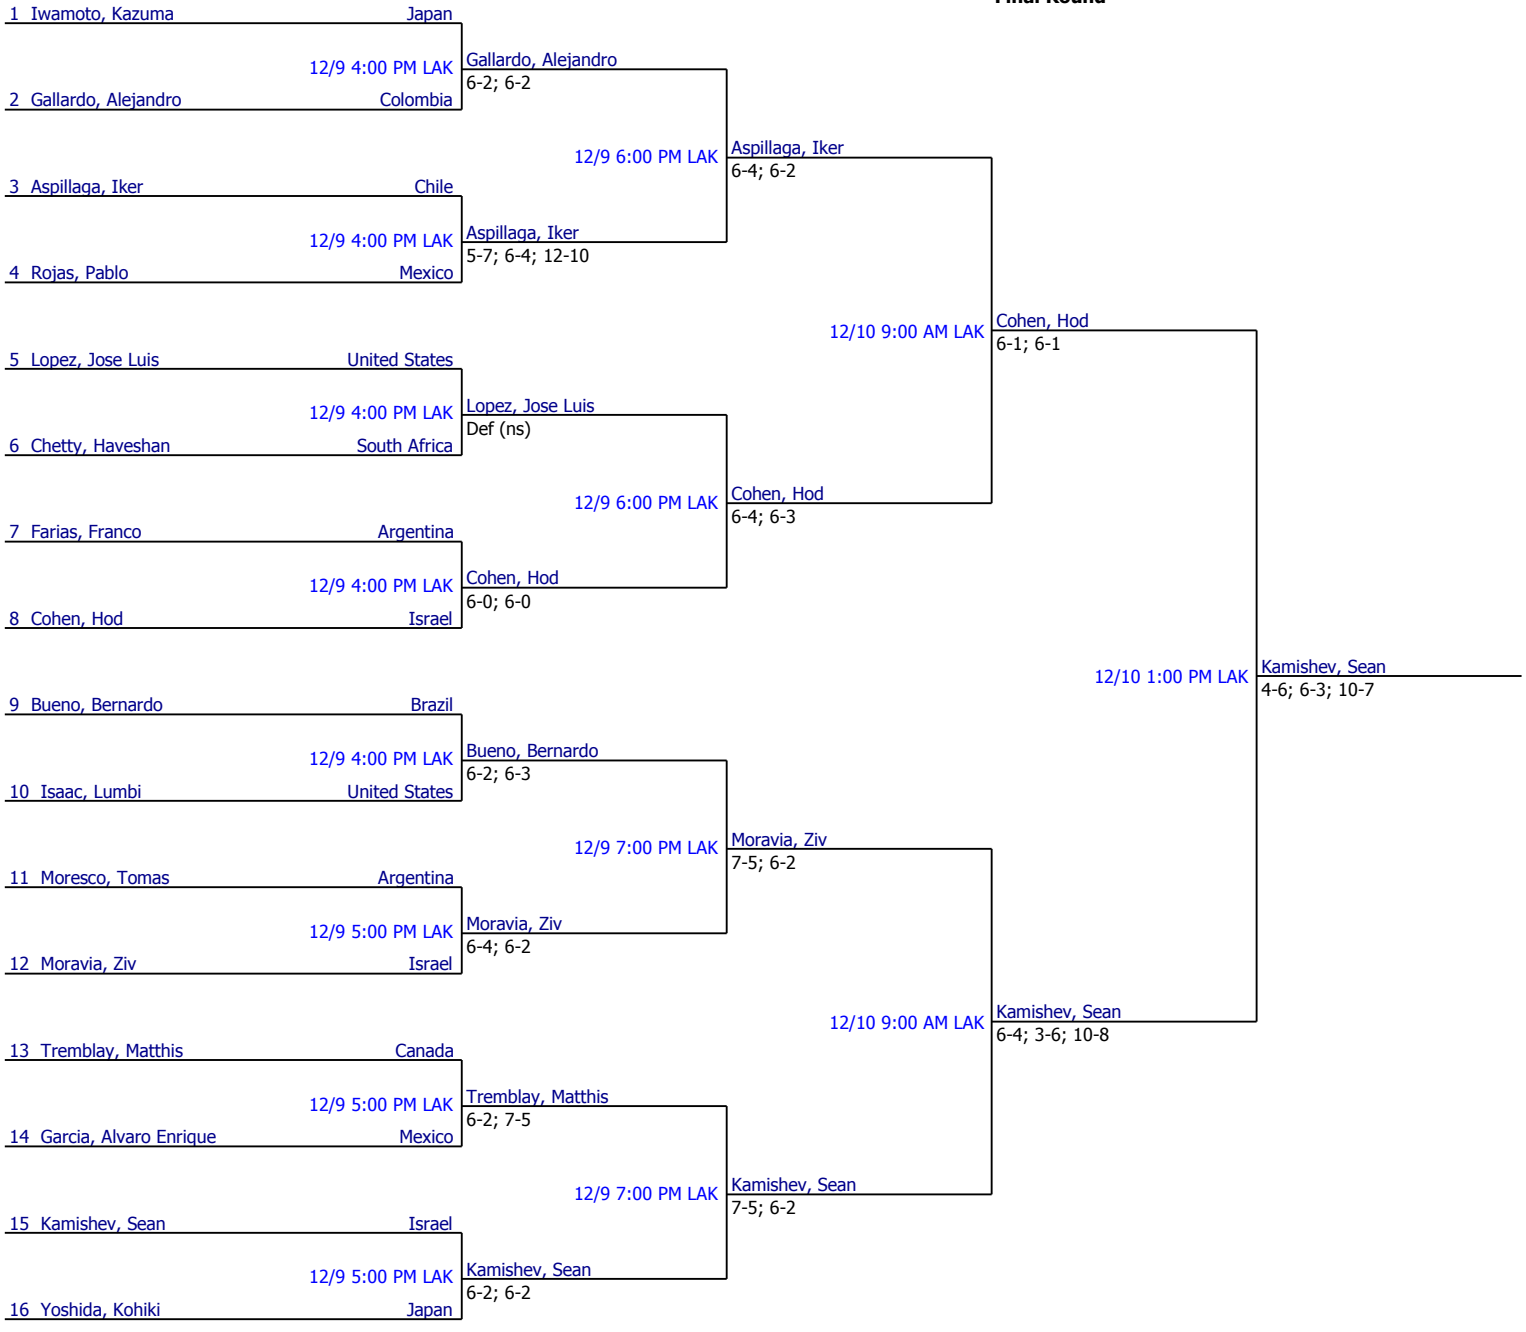 Final Round
1 Iwamoto, Kazuma Japan
12/9 4:00 PM LAK
Gallardo, Alejandro
6-2; 6-2
2 Gallardo, Alejandro Colombia
12/9 6:00 PM LAK
Aspillaga, Iker
6-4; 6-2
3 Aspillaga, Iker Chile
12/9 4:00 PM LAK
Aspillaga, Iker
5-7; 6-4; 12-10
4 Rojas, Pablo Mexico
12/10 9:00 AM LAK
Cohen, Hod
6-1; 6-1
5 Lopez, Jose Luis United States
12/9 4:00 PM LAK
Lopez, Jose Luis
Def (ns)
6 Chetty, Haveshan South Africa
12/9 6:00 PM LAK
Cohen, Hod
6-4; 6-3
7 Farias, Franco Argentina
12/9 4:00 PM LAK
Cohen, Hod
6-0; 6-0
8 Cohen, Hod Israel
12/10 1:00 PM LAK
Kamishev, Sean
4-6; 6-3; 10-7
9 Bueno, Bernardo Brazil
12/9 4:00 PM LAK
Bueno, Bernardo
6-2; 6-3
10 Isaac, Lumbi United States
12/9 7:00 PM LAK
Moravia, Ziv
7-5; 6-2
11 Moresco, Tomas Argentina
12/9 5:00 PM LAK
Moravia, Ziv
6-4; 6-2
12 Moravia, Ziv Israel
12/10 9:00 AM LAK
Kamishev, Sean
6-4; 3-6; 10-8
13 Tremblay, Matthis Canada
12/9 5:00 PM LAK
Tremblay, Matthis
6-2; 7-5
14 Garcia, Alvaro Enrique Mexico
12/9 7:00 PM LAK
Kamishev, Sean
7-5; 6-2
15 Kamishev, Sean Israel
12/9 5:00 PM LAK
Kamishev, Sean
6-2; 6-2
16 Yoshida, Kohiki Japan